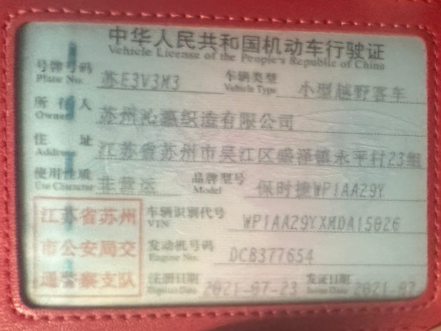 中华人民共和国机动车行驶证
Vehicle License of the People's Republic of China
号牌号码 苏E3V3M3 车辆类型 小型越野客车
Plate No. Vehicle Type
所有人 苏州沁嬴织造有限公司
Owner
住址 江苏省苏州市吴江区盛泽镇永平村23组
Address
使用性质 非营运 品牌型号 保时捷WP1AA29Y
Use Character Model
江苏省苏州 车辆识别代号 WP1AA29YXMDA15026
VIN
市公安局交 发动机号码 DCB377654
Engine No.
通警察支队 注册日期 2021-07-23 发证日期 2021-07
Register Date Issue Date